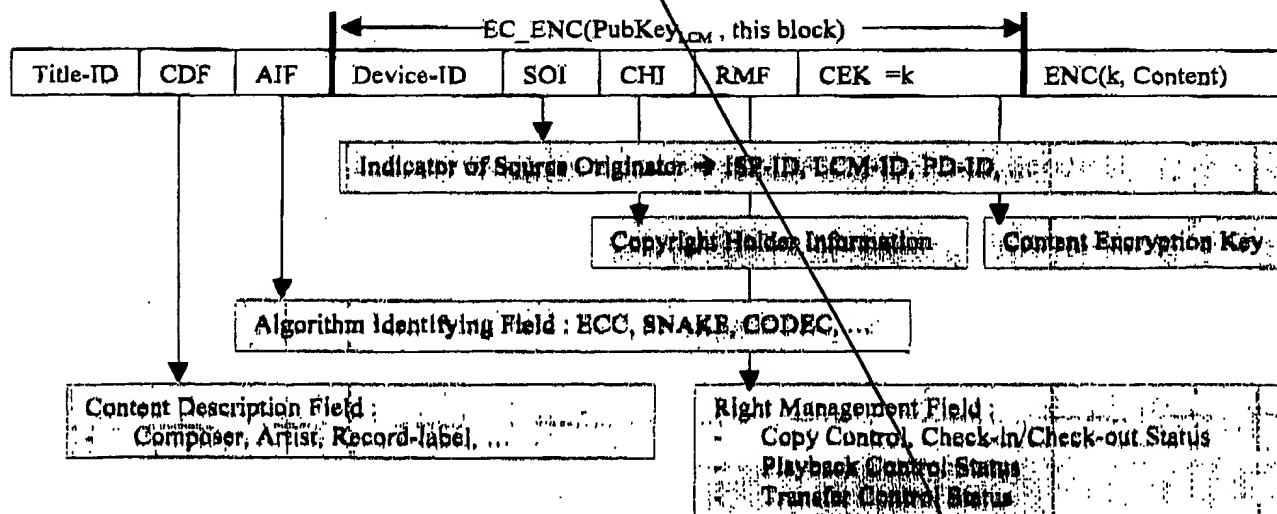 EC_ENC(PubKey LCM, this block)
Title-ID CDF AIF Device-ID SOI CHI RMF CEK =k ENC(k, Content)
Indicator of Source Originator → ISP-ID, LCM-ID, PD-ID,
Copyright Holder Information
Content Encryption Key
Algorithm Identifying Field : ECC, SNAKE, CODEC, ...
Content Description Field :
- Composer, Artist, Record-label, ...
Right Management Field :
- Copy Control, Check-in/Check-out Status
- Playback Control Status
- Transfer Control Status